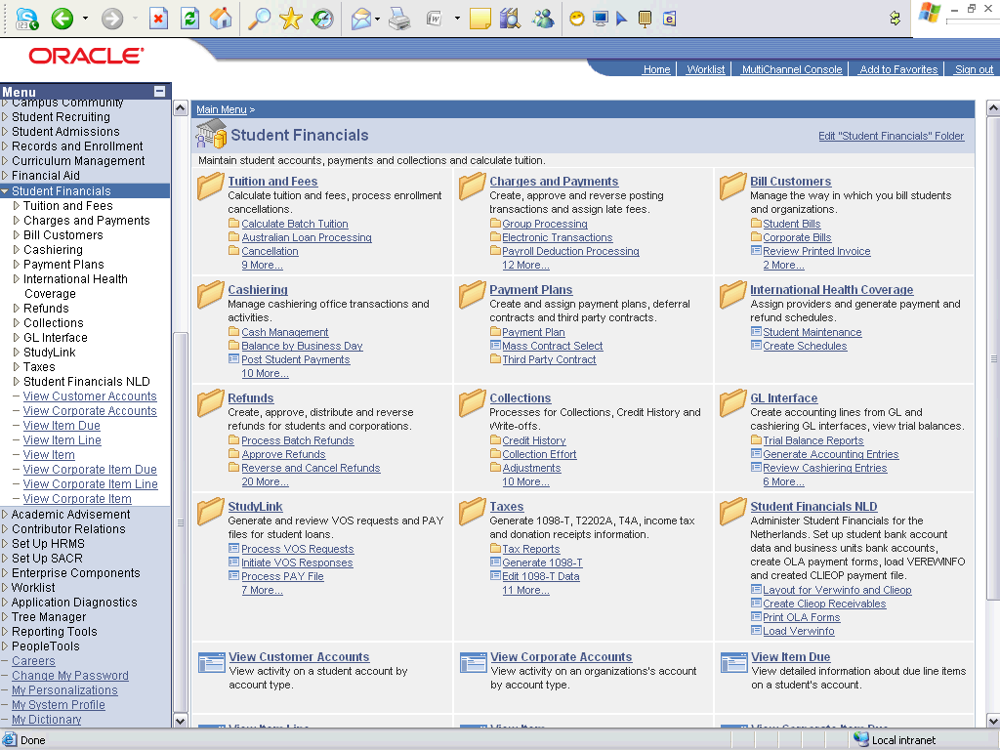 ORACLE
Home
Worklist
MultiChannel Console
Add to Favorites
Sign out
Menu
Campus Community
Student Recruiting
Student Admissions
Records and Enrollment
Curriculum Management
Financial Aid
Student Financials
Tuition and Fees
Charges and Payments
Bill Customers
Cashiering
Payment Plans
International Health
Coverage
Refunds
Collections
GL Interface
StudyLink
Taxes
Student Financials NLD
View Customer Accounts
View Corporate Accounts
View Item Due
View Item Line
View Item
View Corporate Item Due
View Corporate Item Line
View Corporate Item
Academic Advisement
Contributor Relations
Set Up HRMS
Set Up SACR
Enterprise Components
Worklist
Application Diagnostics
Tree Manager
Reporting Tools
PeopleTools
Careers
Change My Password
My Personalizations
My System Profile
My Dictionary
Main Menu >
Student Financials
Edit "Student Financials" Folder
Maintain student accounts, payments and collections and calculate tuition.
Tuition and Fees
Calculate tuition and fees, process enrollment
cancellations.
Calculate Batch Tuition
Australian Loan Processing
Cancellation
9 More...
Charges and Payments
Create, approve and reverse posting
transactions and assign late fees.
Group Processing
Electronic Transactions
Payroll Deduction Processing
12 More...
Bill Customers
Manage the way in which you bill students
and organizations.
Student Bills
Corporate Bills
Review Printed Invoice
2 More...
Cashiering
Manage cashiering office transactions and
activities.
Cash Management
Balance by Business Day
Post Student Payments
10 More...
Payment Plans
Create and assign payment plans, deferral
contracts and third party contracts.
Payment Plan
Mass Contract Select
Third Party Contract
International Health Coverage
Assign providers and generate payment and
refund schedules.
Student Maintenance
Create Schedules
Refunds
Create, approve, distribute and reverse
refunds for students and corporations.
Process Batch Refunds
Approve Refunds
Reverse and Cancel Refunds
20 More...
Collections
Processes for Collections, Credit History and
Write-offs.
Credit History
Collection Effort
Adjustments
10 More...
GL Interface
Create accounting lines from GL and
cashiering GL interfaces, view trial balances.
Trial Balance Reports
Generate Accounting Entries
Review Cashiering Entries
6 More...
StudyLink
Generate and review VOS requests and PAY
files for student loans.
Process VOS Requests
Initiate VOS Responses
Process PAY File
7 More...
Taxes
Generate 1098-T, T2202A, T4A, income tax
and donation receipts information.
Tax Reports
Generate 1098-T
Edit 1098-T Data
11 More...
Student Financials NLD
Administer Student Financials for the
Netherlands. Set up student bank account
data and business units bank accounts,
create OLA payment forms, load VEREWINFO
and created CLIEOP payment file.
Layout for Verwinfo and Clieop
Create Clieop Receivables
Print OLA Forms
Load Verwinfo
View Customer Accounts
View activity on a student account by
account type.
View Corporate Accounts
View activity on an organizations's account
by account type.
View Item Due
View detailed information about due line items
on a student's account.
View Item Line
View Item
View Corporate Item Due
Done
Local intranet